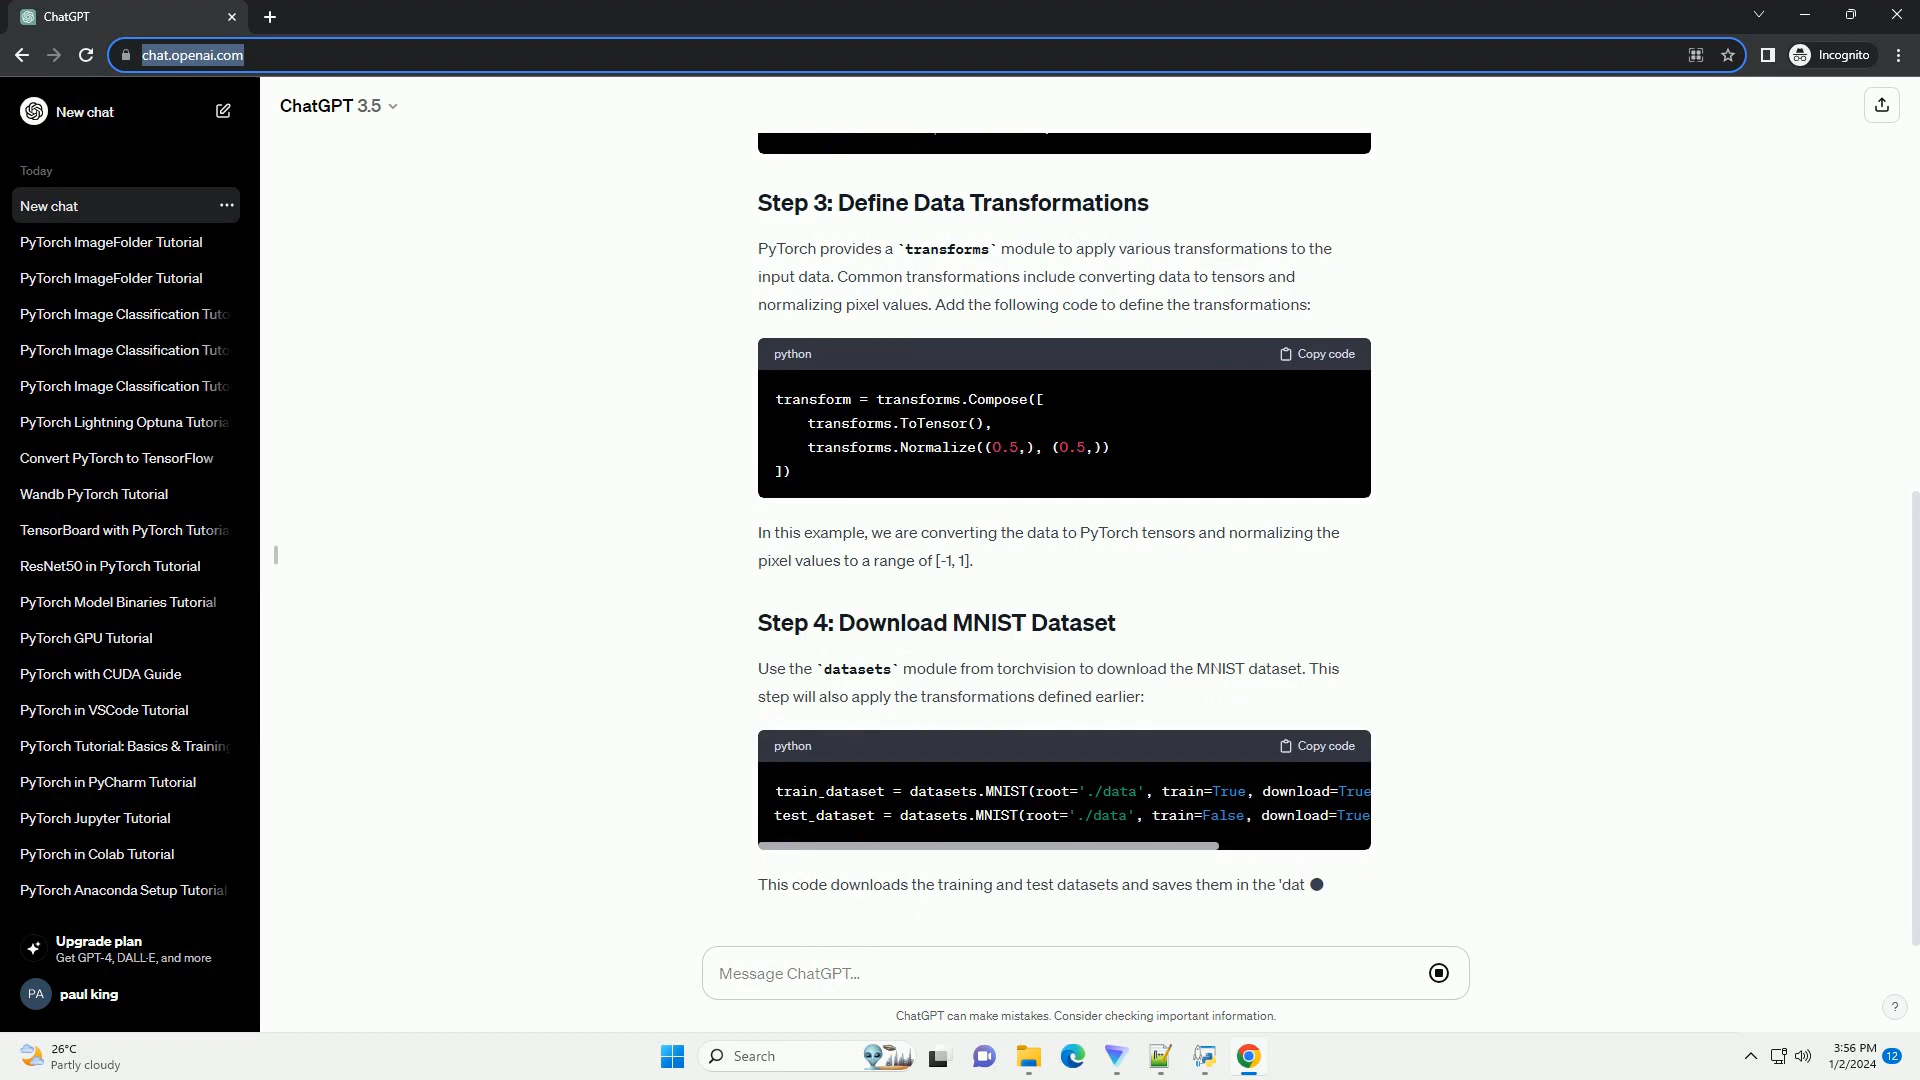 ChatGPT
chat.openai.com
Incognito
New chat
ChatGPT 3.5
Today
New chat
PyTorch ImageFolder Tutorial
PyTorch ImageFolder Tutorial
PyTorch Image Classification Tuto
PyTorch Image Classification Tuto
PyTorch Image Classification Tuto
PyTorch Lightning Optuna Tutoria
Convert PyTorch to TensorFlow
Wandb PyTorch Tutorial
TensorBoard with PyTorch Tutoria
ResNet50 in PyTorch Tutorial
PyTorch Model Binaries Tutorial
PyTorch GPU Tutorial
PyTorch with CUDA Guide
PyTorch in VSCode Tutorial
PyTorch Tutorial: Basics & Training
PyTorch in PyCharm Tutorial
PyTorch Jupyter Tutorial
PyTorch in Colab Tutorial
PyTorch Anaconda Setup Tutorial
Upgrade plan
Get GPT-4, DALL·E, and more
PA
paul king
Step 3: Define Data Transformations
PyTorch provides a `transforms` module to apply various transformations to the
input data. Common transformations include converting data to tensors and
normalizing pixel values. Add the following code to define the transformations:
python
Copy code
transform = transforms.Compose([
    transforms.ToTensor(),
    transforms.Normalize((0.5,), (0.5,))
])
In this example, we are converting the data to PyTorch tensors and normalizing the
pixel values to a range of [-1, 1].
Step 4: Download MNIST Dataset
Use the `datasets` module from torchvision to download the MNIST dataset. This
step will also apply the transformations defined earlier:
python
Copy code
train_dataset = datasets.MNIST(root='./data', train=True, download=True
test_dataset = datasets.MNIST(root='./data', train=False, download=True
This code downloads the training and test datasets and saves them in the 'dat
Message ChatGPT...
ChatGPT can make mistakes. Consider checking important information.
?
26°C
Partly cloudy
Search
3:56 PM
1/2/2024
12